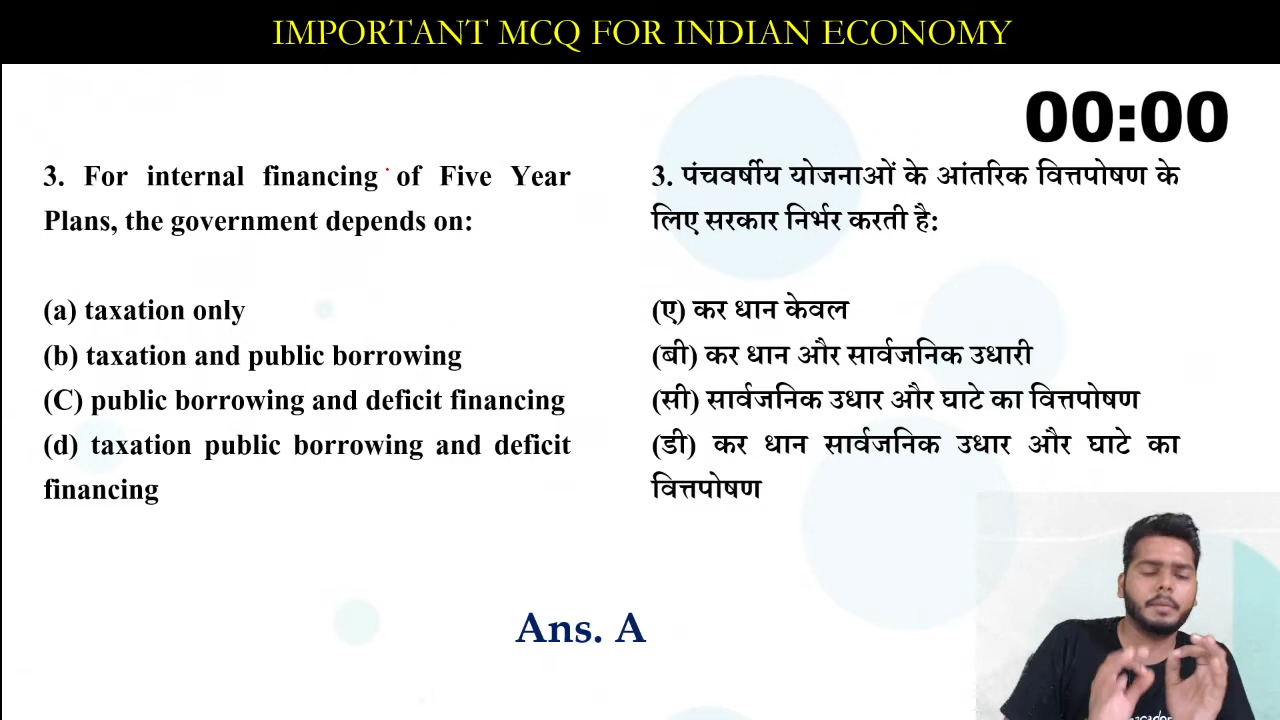 IMPORTANT MCQ FOR INDIAN ECONOMY
00:00
3. For internal financing of Five Year
Plans, the government depends on:
(a) taxation only
(b) taxation and public borrowing
(C) public borrowing and deficit financing
(d) taxation public borrowing and deficit
financing
3. पंचवर्षीय योजनाओं के आंतरिक वित्तपोषण के
लिए सरकार निर्भर करती है:
(ए) कर धान केवल
(बी) कर धान और सार्वजनिक उधारी
(सी) सार्वजनिक उधार और घाटे का वित्तपोषण
(डी) कर धान सार्वजनिक उधार और घाटे का
वित्तपोषण
Ans. A